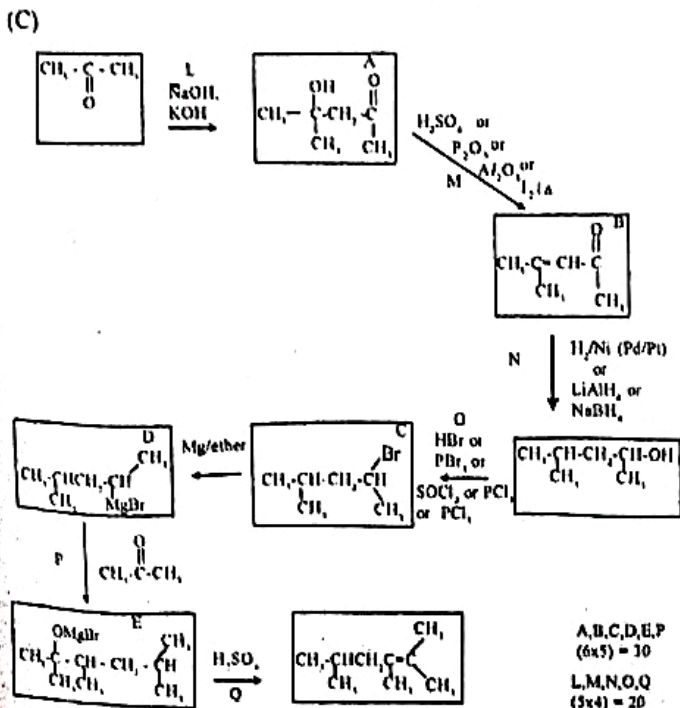 (C)
CH₃-C-CH₃
O
L
NaOH,
KOH
A
OH O
CH₃-C-CH₂-C
CH₃ CH₃
H₂SO₄ or
P₂O₅ or
Al₂O₃ or
M
B
O
CH₃-C=CH-C
CH₃ CH₃
N
H₂/Ni (Pd/Pt)
or
LiAlH₄ or
NaBH₄
CH₃-CH-CH₂-CH-OH
CH₃ CH₃
O
HBr or
PBr₃ or
SOCl₂ or PCl₃
or PCl₅
C
Br
CH₃-CH-CH₂-CH
CH₃ CH₃
Mg/ether
D
CH₃
CH₃-CHCH₂-CH
CH₃ MgBr
P
O
CH₃-C-CH₃
E
OMgBr CH₃
CH₃-C-CH-CH₂-CH
CH₃CH₃ CH₃
H₂SO₄
Q
CH₃
CH₃-CHCH₂C=C
CH₃ CH₃ CH₃
A,B,C,D,E,P
(6x5) = 30
L,M,N,O,Q
(5x4) = 20